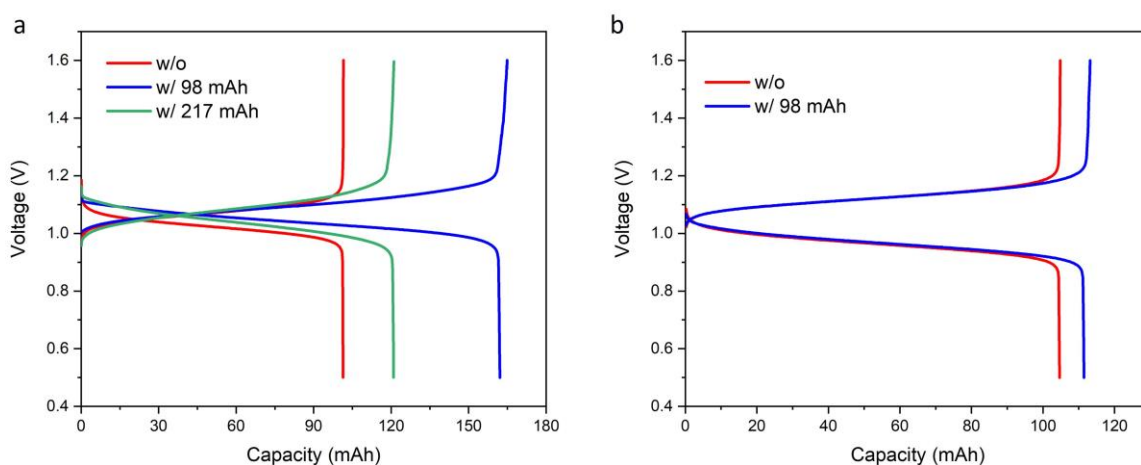 a
w/o
w/ 98 mAh
w/ 217 mAh
1.6
1.4
1.2
1.0
0.8
0.6
0.4
Voltage (V)
0 30 60 90 120 150 180
Capacity (mAh)
b
w/o
w/ 98 mAh
1.6
1.4
1.2
1.0
0.8
0.6
0.4
Voltage (V)
0 20 40 60 80 100 120
Capacity (mAh)